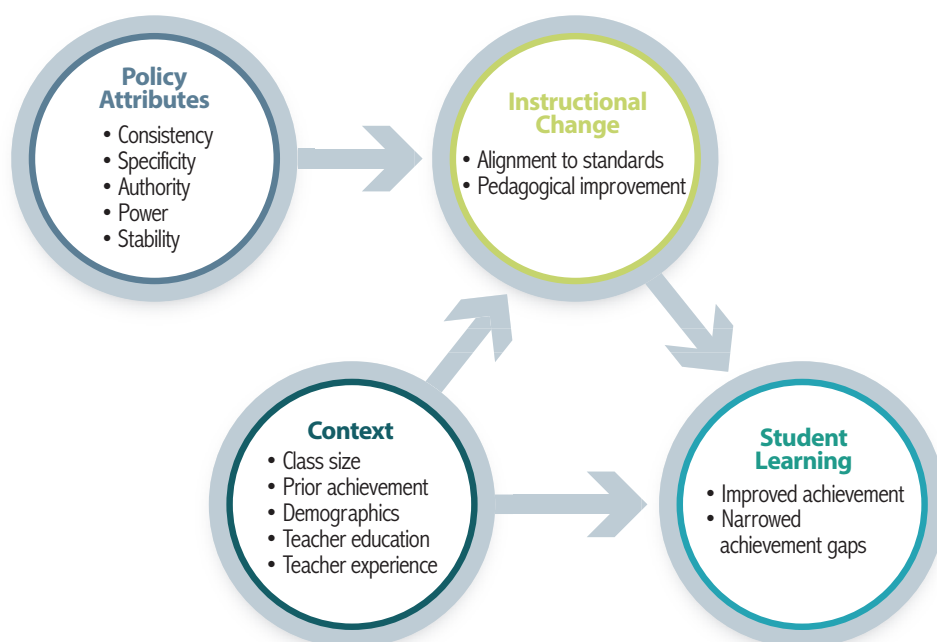 Policy
Attributes
• Consistency
• Specificity
• Authority
• Power
• Stability
Instructional
Change
• Alignment to standards
• Pedagogical improvement
Context
• Class size
• Prior achievement
• Demographics
• Teacher education
• Teacher experience
Student
Learning
• Improved achievement
• Narrowed
achievement gaps